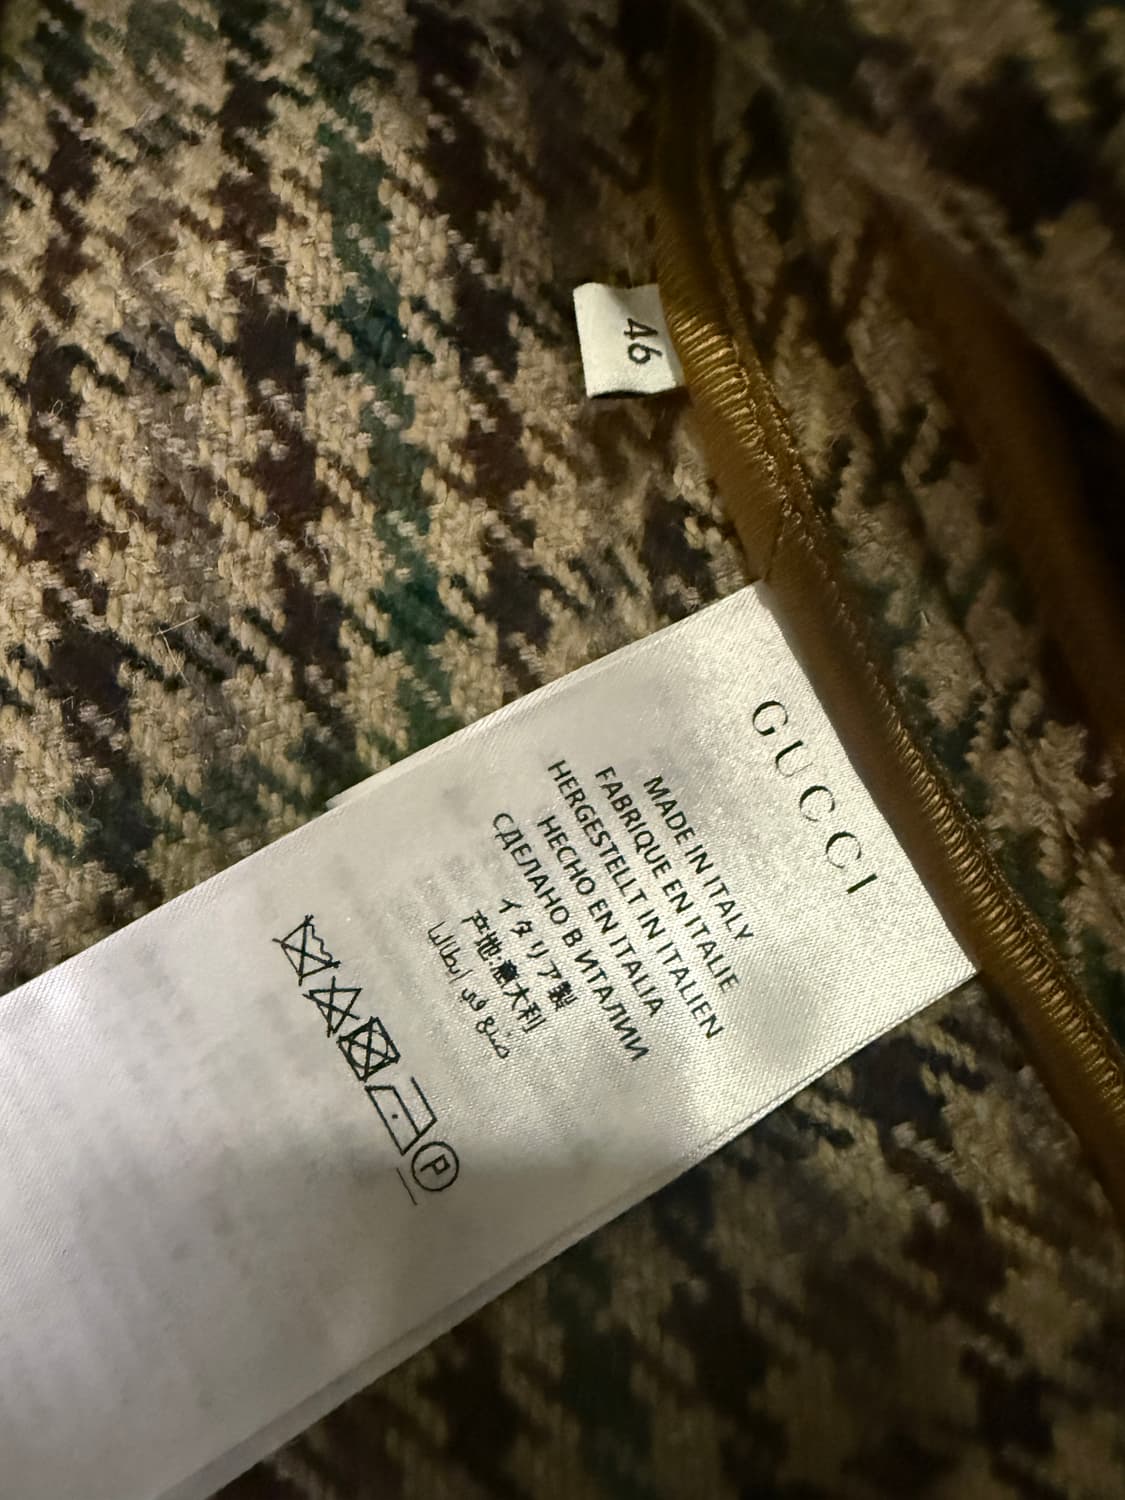 46
GUCCI
MADE IN ITALY
FABRIQUE EN ITALIE
HERGESTELLT IN ITALIEN
HECHO EN ITALIA
СДЕЛАНО В ИТАЛИИ
イタリア製
产地:意大利
صنع في ايطاليا
P